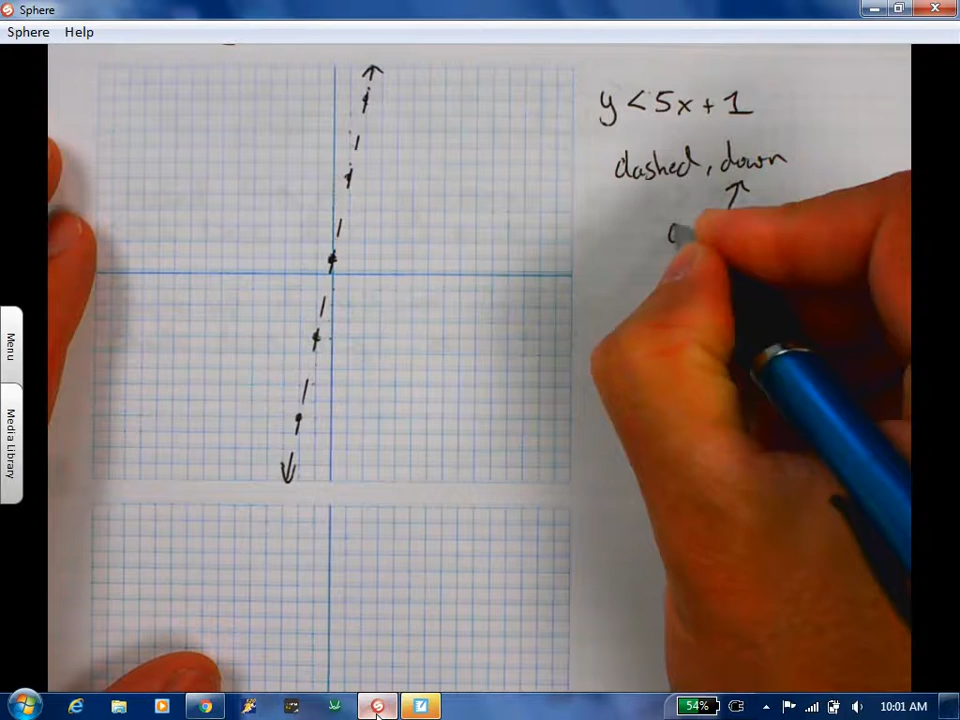 Sphere
Sphere Help
y < 5x + 1
dashed, down
Menu
Media Library
54%
10:01 AM